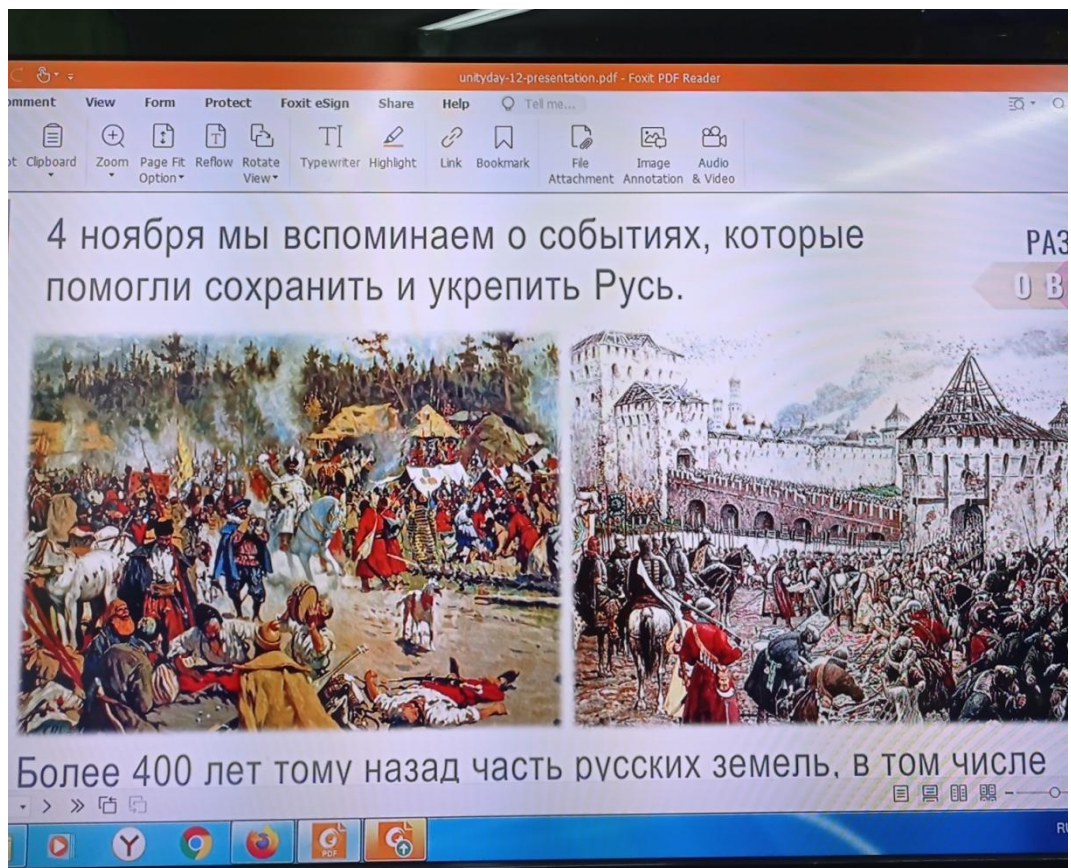 unityday-12-presentation.pdf - Foxit PDF Reader
View Form Protect Foxit eSign Share Help Tell me...
Clipboard Zoom Page Fit Option Reflow Rotate View Typewriter Highlight Link Bookmark File Attachment Image Annotation Audio & Video
4 ноября мы вспоминаем о событиях, которые
помогли сохранить и укрепить Русь.
РАЗ
О В
Более 400 лет тому назад часть русских земель, в том числе
PDF
RU